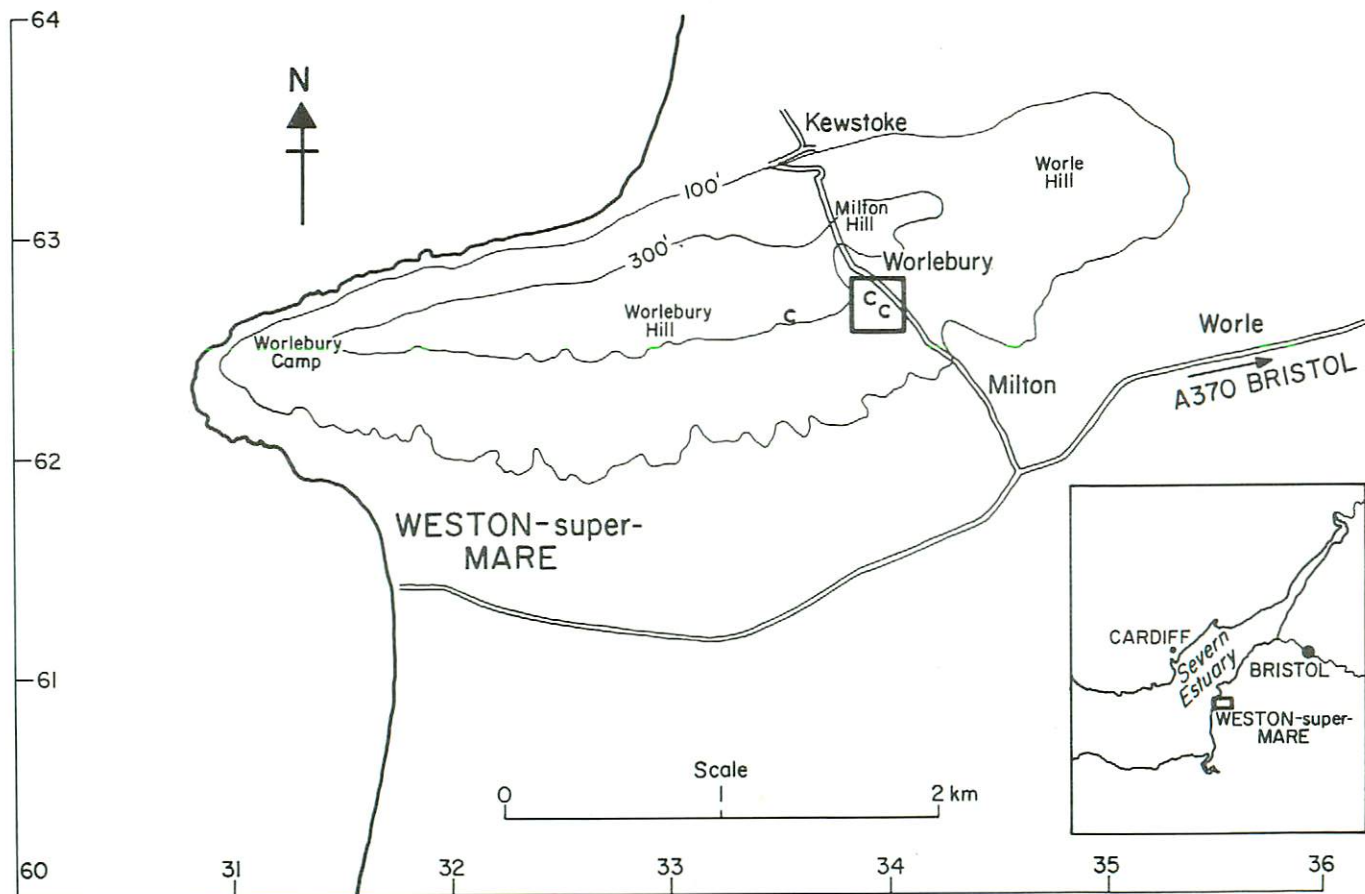 64
N
Kewstoke
Worle
Hill
100'
Milton
Hill
63
300'
Worlebury
C
C
Worlebury
Hill
C
Worlebury
Camp
Worle
A370 BRISTOL
Milton
62
WESTON-super-
MARE
CARDIFF
Severn
Estuary
BRISTOL
WESTON-super-
MARE
61
Scale
0
2 km
60
31
32
33
34
35
36